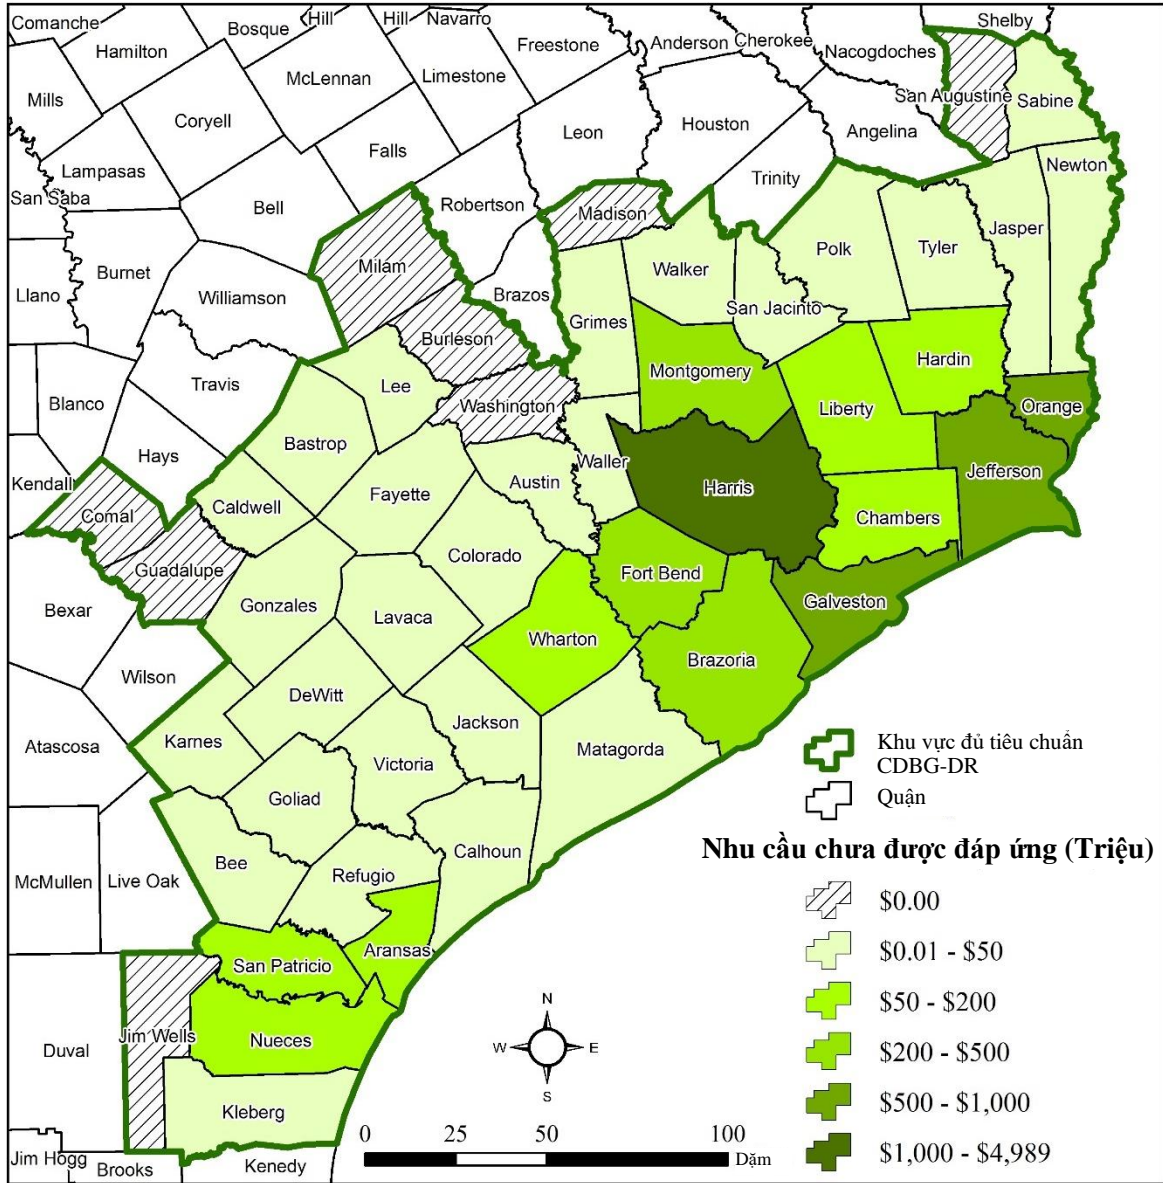 Comanche
Hamilton
Bosque
Hill
Hill
Navarro
Freestone
Anderson
Cherokee
Nacogdoches
Shelby
Mills
Coryell
McLennan
Limestone
Leon
Houston
Angelina
San Augustine
Sabine
Lampasas
Falls
Trinity
Newton
San Saba
Bell
Robertson
Madison
Polk
Tyler
Jasper
Burnet
Milam
Walker
Llano
Williamson
Brazos
Grimes
San Jacinto
Burleson
Montgomery
Hardin
Travis
Lee
Blanco
Washington
Liberty
Orange
Bastrop
Hays
Waller
Kendall
Fayette
Austin
Harris
Jefferson
Comal
Caldwell
Chambers
Colorado
Guadalupe
Fort Bend
Bexar
Gonzales
Lavaca
Galveston
Wharton
Brazoria
Wilson
DeWitt
Jackson
Atascosa
Karnes
Victoria
Matagorda
Goliad
Calhoun
Bee
Refugio
McMullen
Live Oak
Aransas
San Patricio
Duval
Jim Wells
Nueces
Kleberg
Jim Hogg
Brooks
Kenedy
N
W
E
S
0
25
50
100
Dặm
Khu vực đủ tiêu chuẩn
CDBG-DR
Quận
Nhu cầu chưa được đáp ứng (Triệu)
$0.00
$0.01 - $50
$50 - $200
$200 - $500
$500 - $1,000
$1,000 - $4,989